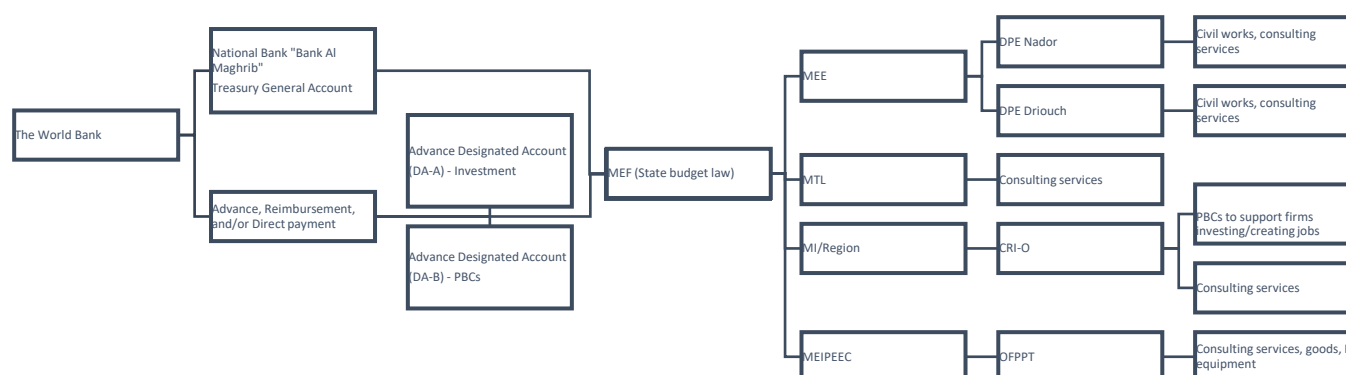 The World Bank
National Bank "Bank Al
Maghrib"
Treasury General Account
Advance, Reimbursement,
and/or Direct payment
Advance Designated Account
(DA-A) - Investment
Advance Designated Account
(DA-B) - PBCs
MEF (State budget law)
MEE
DPE Nador
Civil works, consulting
services
DPE Driouch
Civil works, consulting
services
MTL
Consulting services
MI/Region
CRI-O
PBCs to support firms
investing/creating jobs
Consulting services
MEIPEEC
OFPPT
Consulting services, goods,
equipment